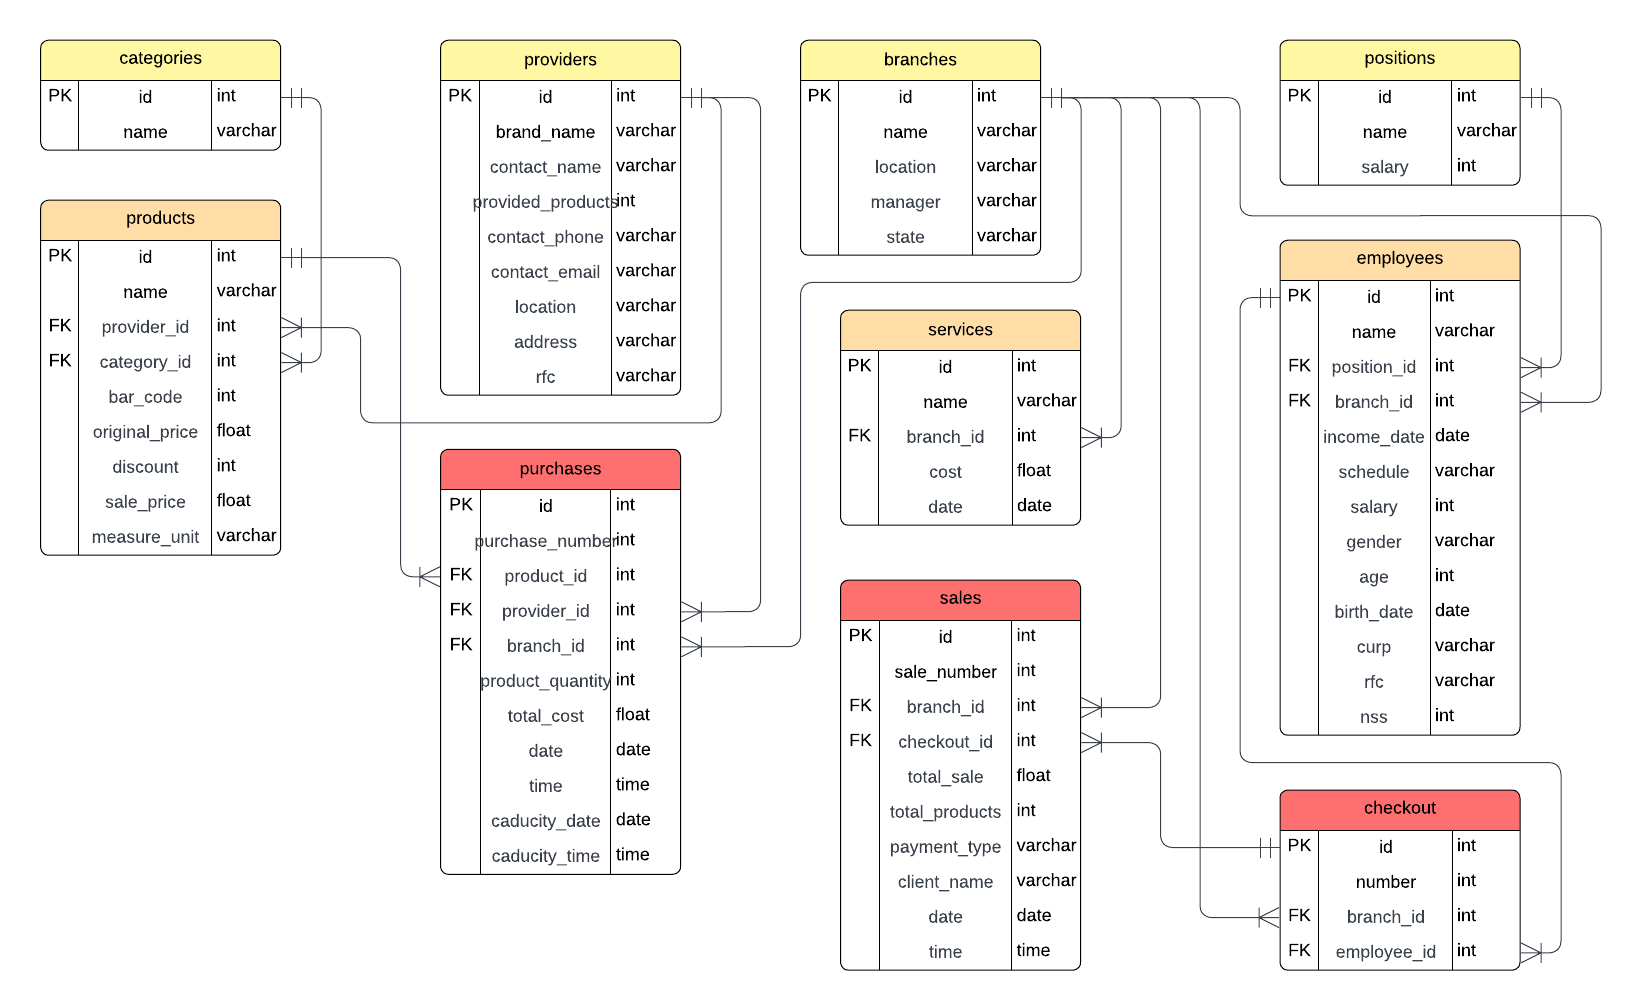 categories
PK id int
name varchar
products
PK id int
name varchar
FK provider_id int
FK category_id int
bar_code int
original_price float
discount int
sale_price float
measure_unit varchar
providers
PK id int
brand_name varchar
contact_name varchar
provided_products int
contact_phone varchar
contact_email varchar
location varchar
address varchar
rfc varchar
purchases
PK id int
purchase_number int
FK product_id int
FK provider_id int
FK branch_id int
product_quantity int
total_cost float
date date
time time
caducity_date date
caducity_time time
branches
PK id int
name varchar
location varchar
manager varchar
state varchar
services
PK id int
name varchar
FK branch_id int
cost float
date date
sales
PK id int
sale_number int
FK branch_id int
FK checkout_id int
total_sale float
total_products int
payment_type varchar
client_name varchar
date date
time time
positions
PK id int
name varchar
salary int
employees
PK id int
name varchar
FK position_id int
FK branch_id int
income_date date
schedule varchar
salary int
gender varchar
age int
birth_date date
curp varchar
rfc varchar
nss int
checkout
PK id int
number int
FK branch_id int
FK employee_id int